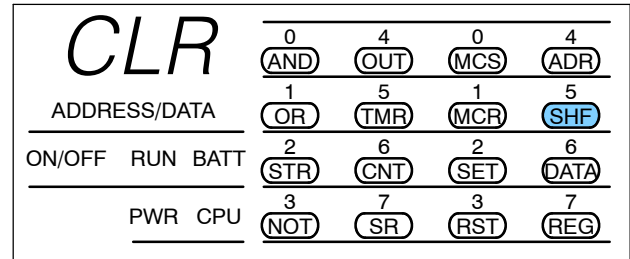 CLR
0 4 0 4
AND OUT MCS ADR
ADDRESS/DATA
1 5 1 5
OR TMR MCR SHF
ON/OFF RUN BATT
2 6 2 6
STR CNT SET DATA
PWR CPU
3 7 3 7
NOT SR RST REG